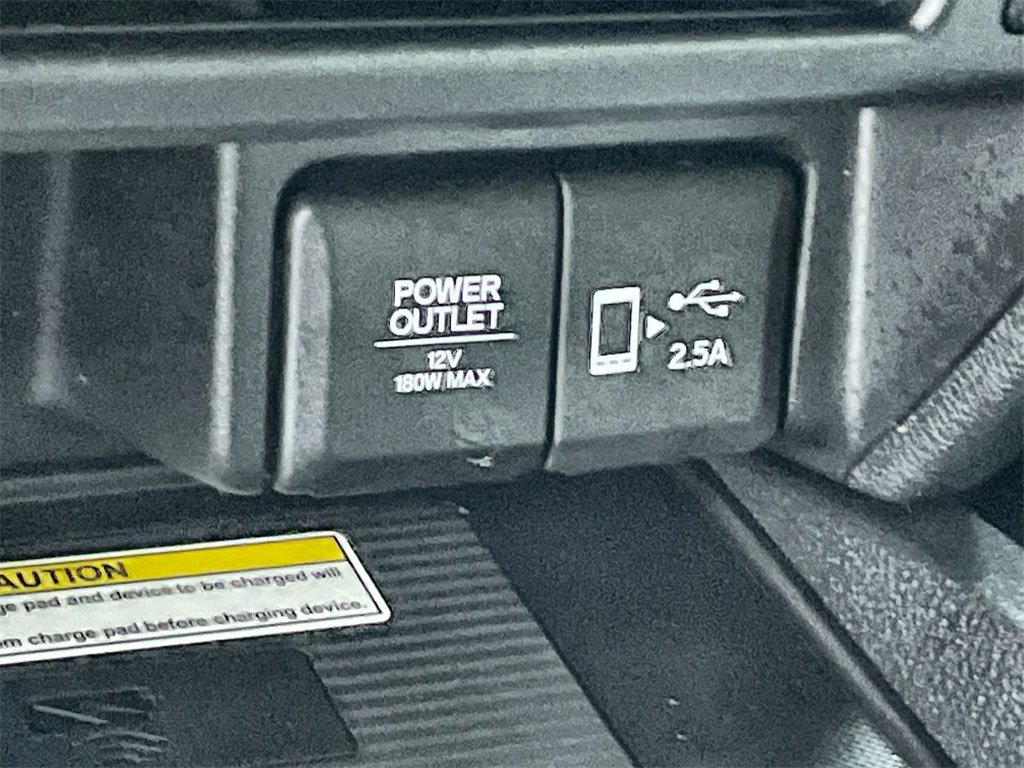 POWER
OUTLET
12V
180W MAX
2.5A
AUTION
ge pad and device to be charged will
om charge pad before charging device.